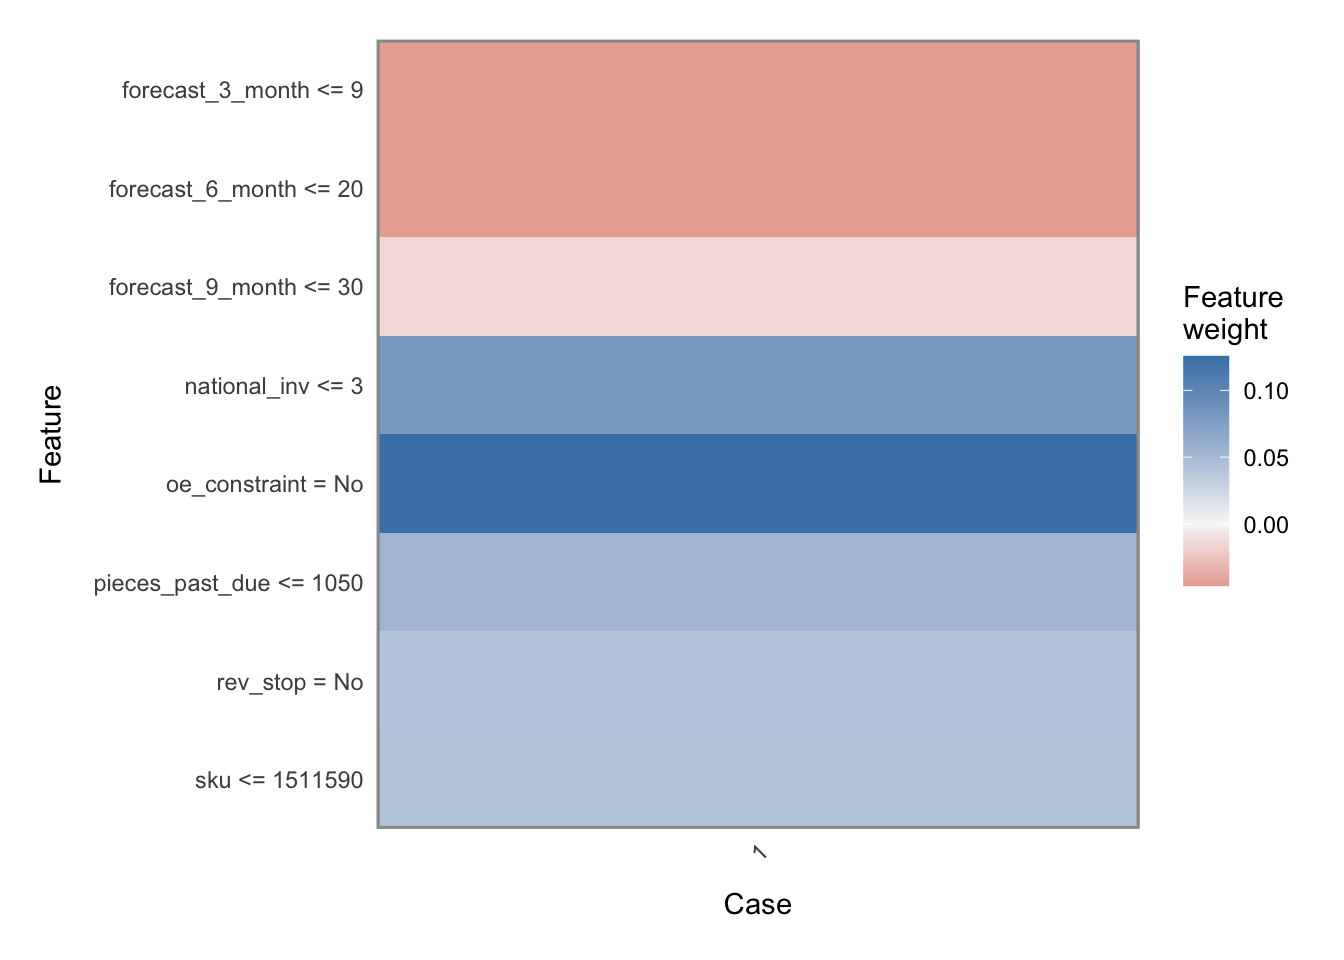 forecast_3_month <= 9
forecast_6_month <= 20
forecast_9_month <= 30
national_inv <= 3
oe_constraint = No
pieces_past_due <= 1050
rev_stop = No
sku <= 1511590
Feature
1
Case
Feature
weight
0.10
0.05
0.00